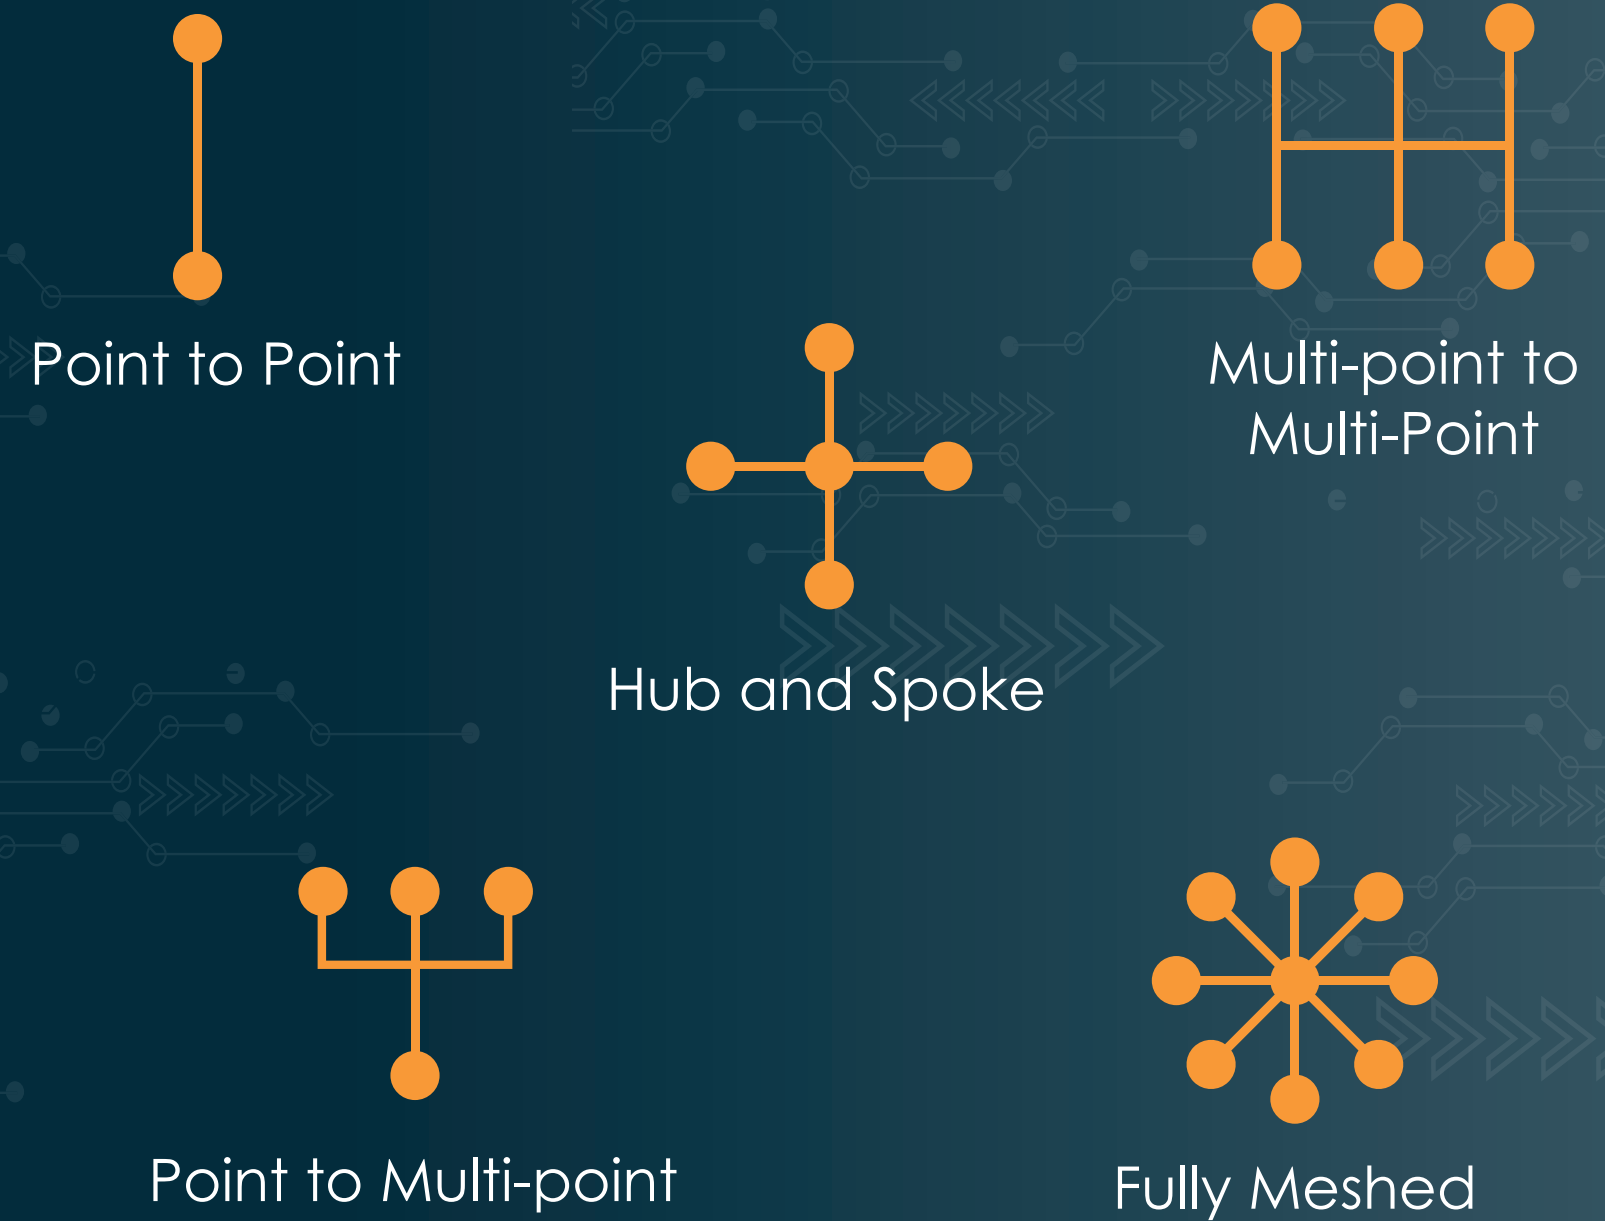 Point to Point
Multi-point to
Multi-Point
Hub and Spoke
Point to Multi-point
Fully Meshed